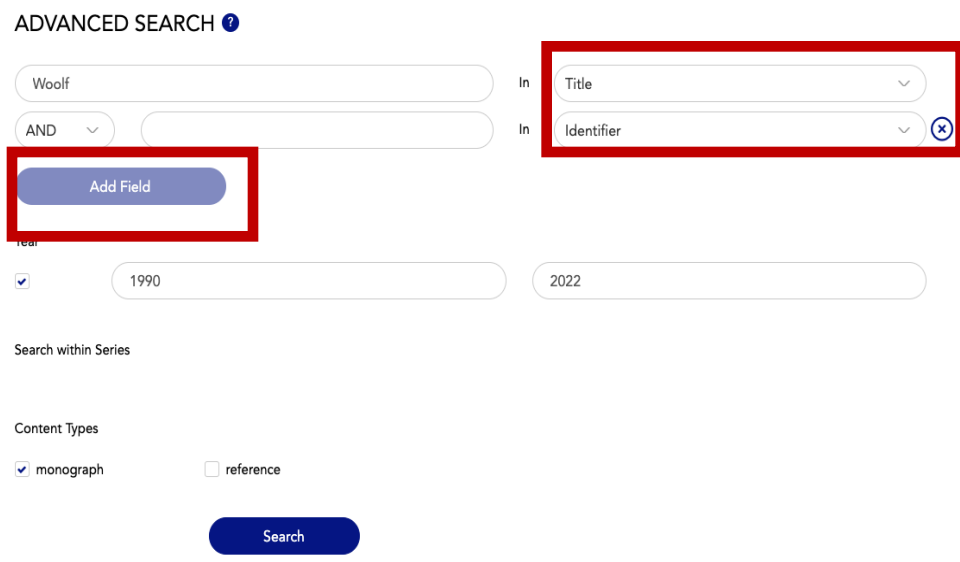 ADVANCED SEARCH ?
Woolf In Title
AND In Identifier
Add Field
Year
1990 2022
Search within Series
Content Types
monograph reference
Search